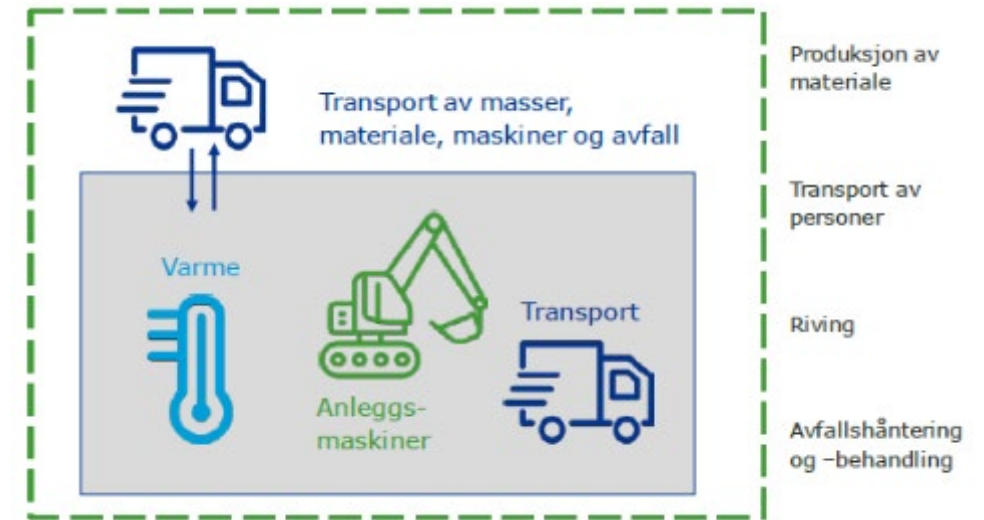 Transport av masser,
materiale, maskiner og avfall
Varme
Anleggs-
maskiner
Transport
Produksjon av
materiale
Transport av
personer
Riving
Avfallshåntering
og –behandling